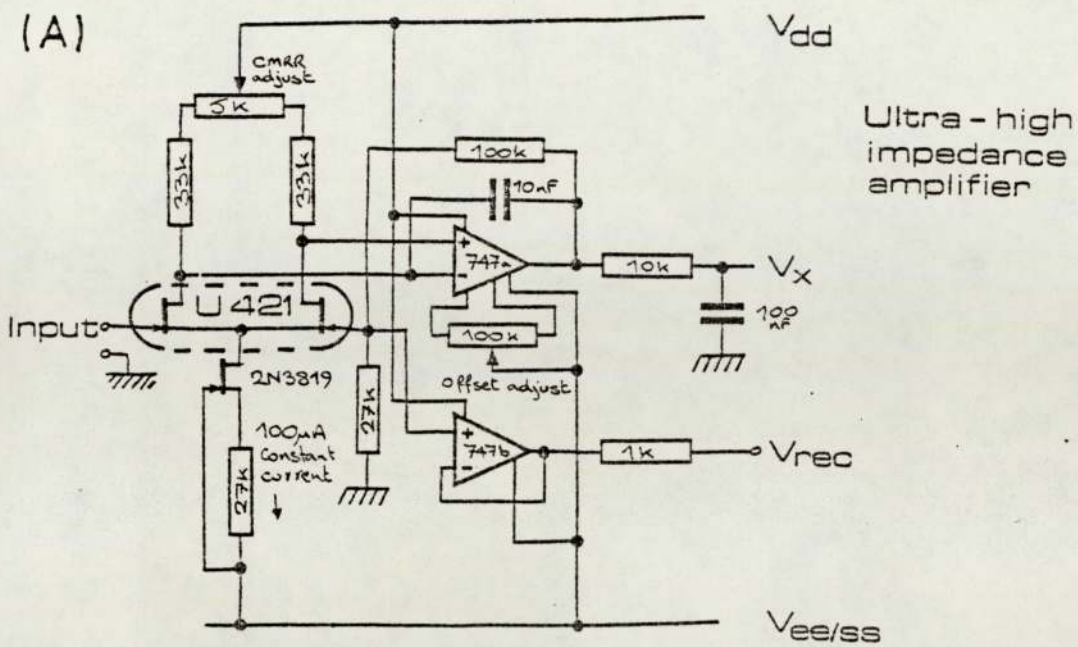 (A)
Vdd
CMRR
adjust
5k
Ultra-high
impedance
amplifier
33k
33k
100k
10nF
+
747a
-
10k
Vx
100
nF
U421
Input
100k
offset adjust
2N3819
27k
100μA
constant
current
27k
+
747b
-
1k
Vrec
Vee/ss